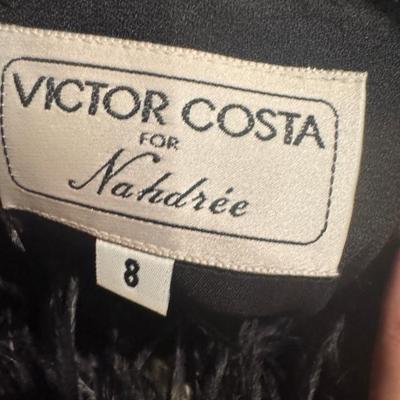 VICTOR COSTA
FOR
Nahdrée
8